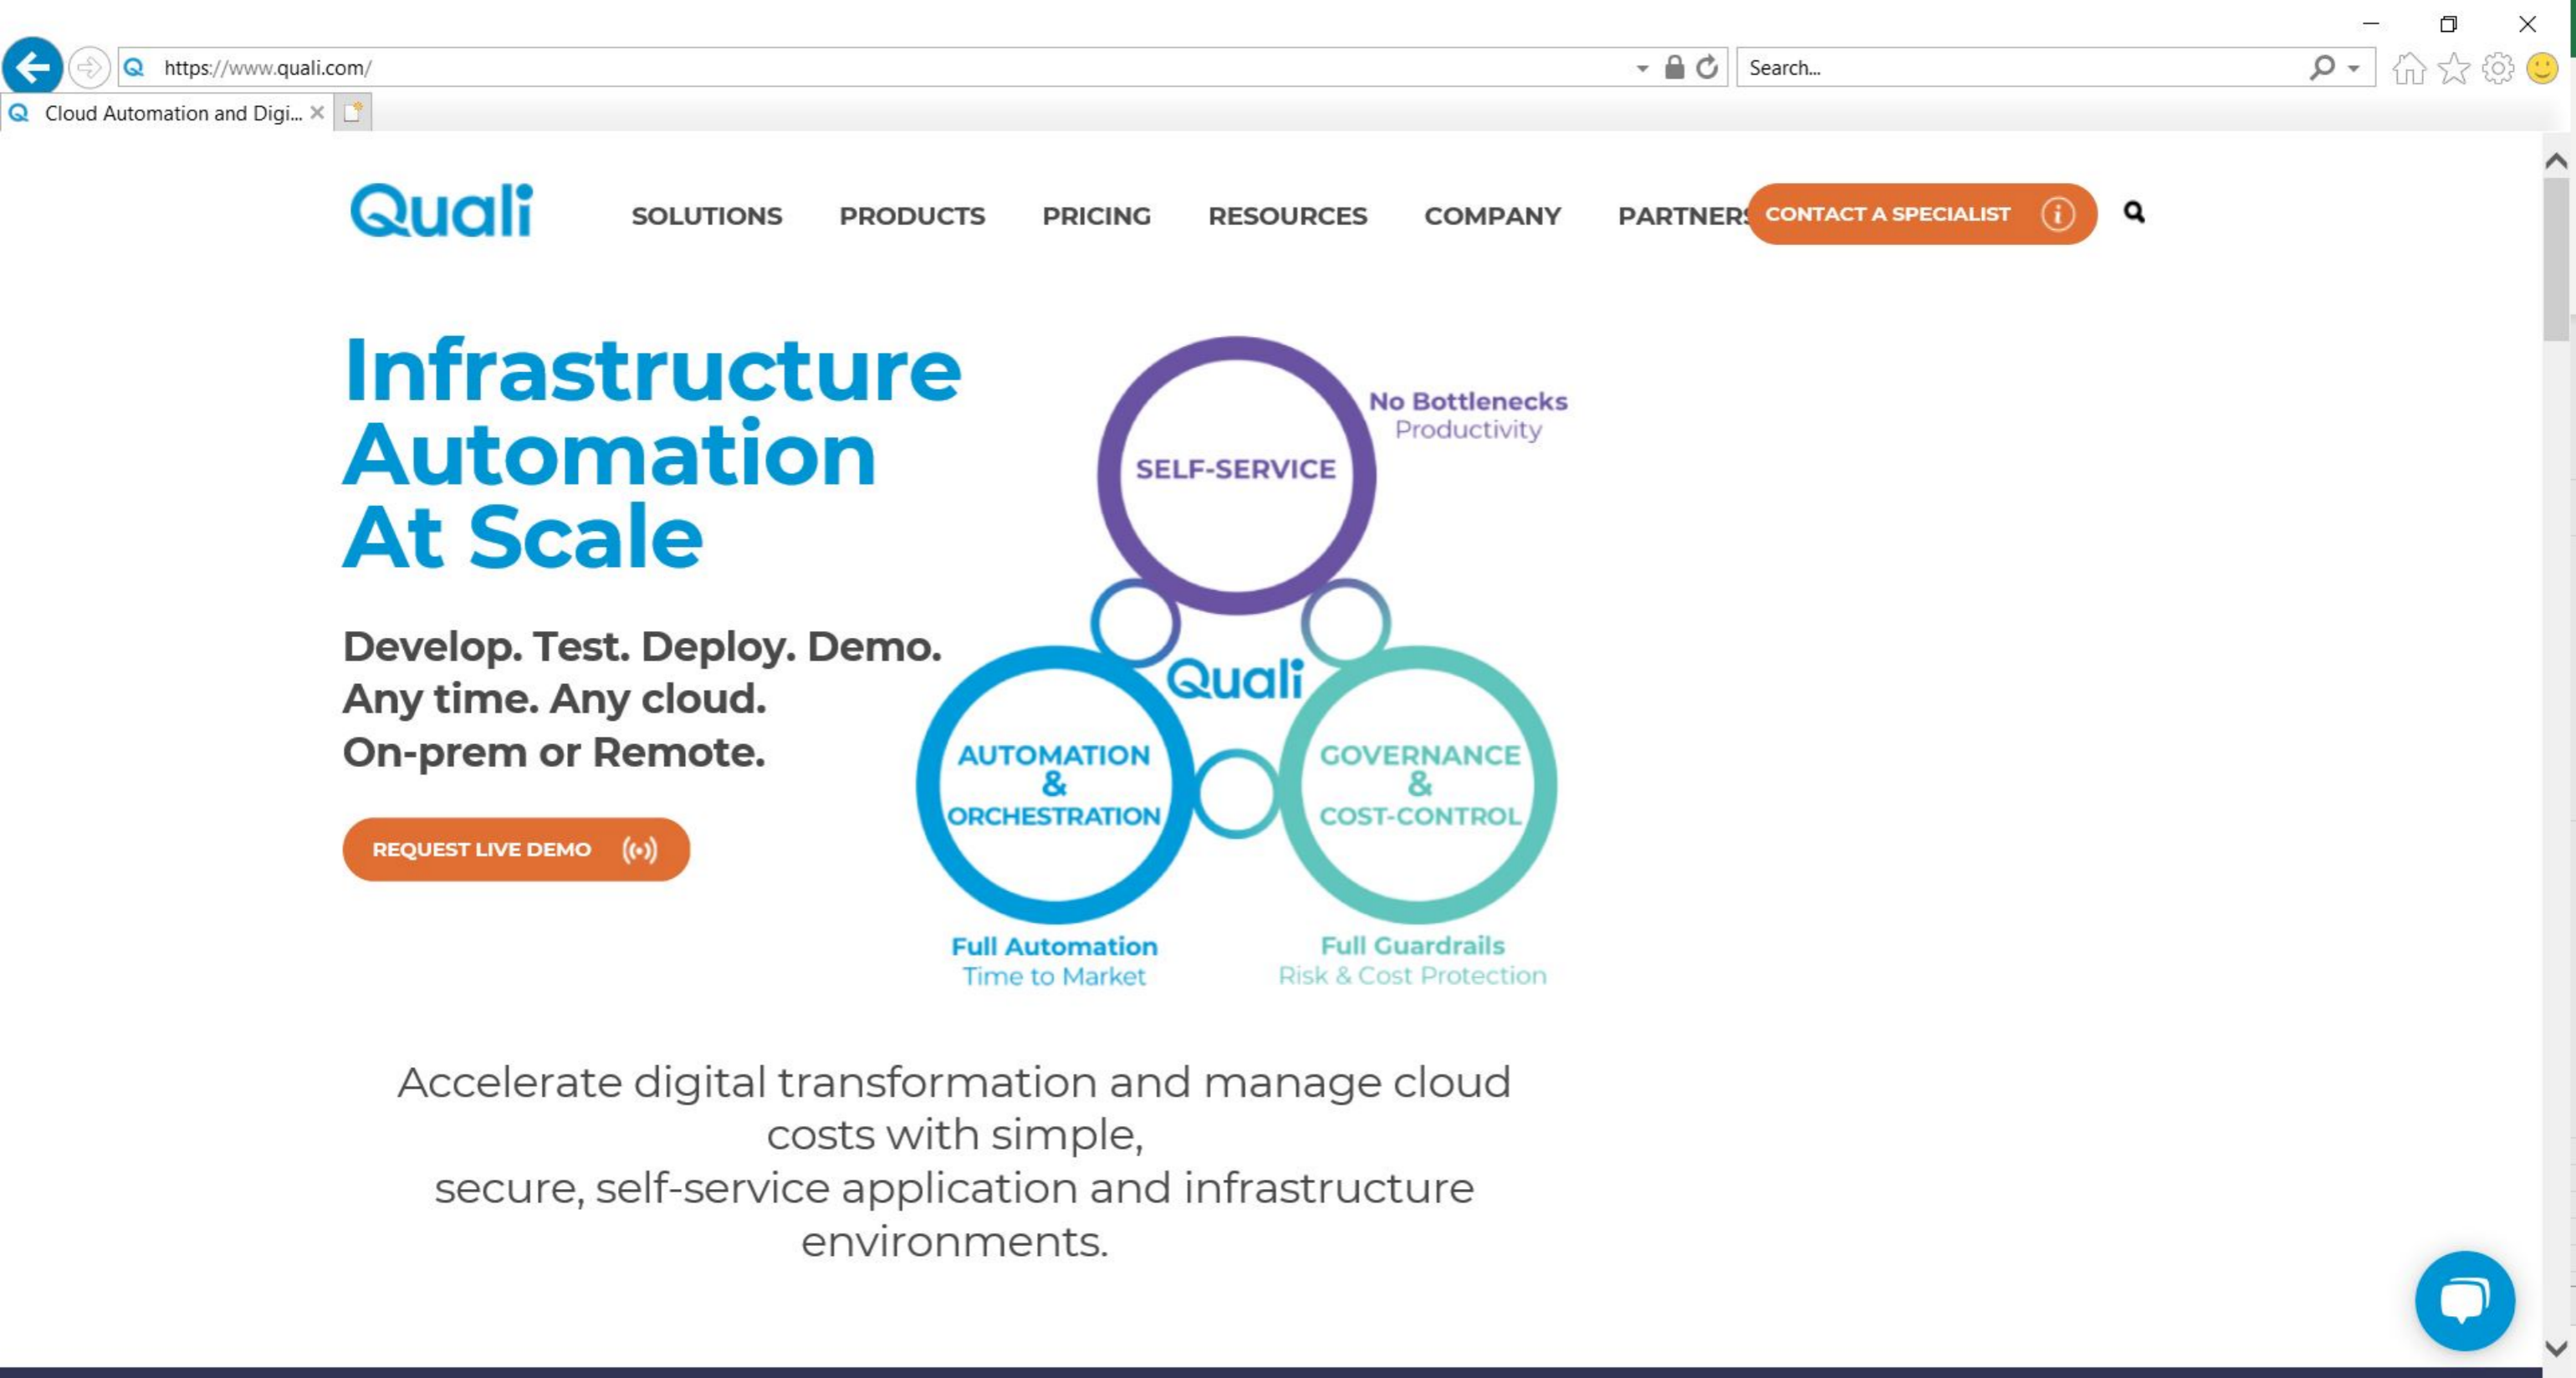 https://www.quali.com/
Search...
Cloud Automation and Digi...
Quali
SOLUTIONS PRODUCTS PRICING RESOURCES COMPANY PARTNERS CONTACT A SPECIALIST
Infrastructure
Automation
At Scale
Develop. Test. Deploy. Demo.
Any time. Any cloud.
On-prem or Remote.
REQUEST LIVE DEMO
No Bottlenecks
Productivity
SELF-SERVICE
Quali
AUTOMATION
&
ORCHESTRATION
GOVERNANCE
&
COST-CONTROL
Full Automation
Time to Market
Full Guardrails
Risk & Cost Protection
Accelerate digital transformation and manage cloud
costs with simple,
secure, self-service application and infrastructure
environments.